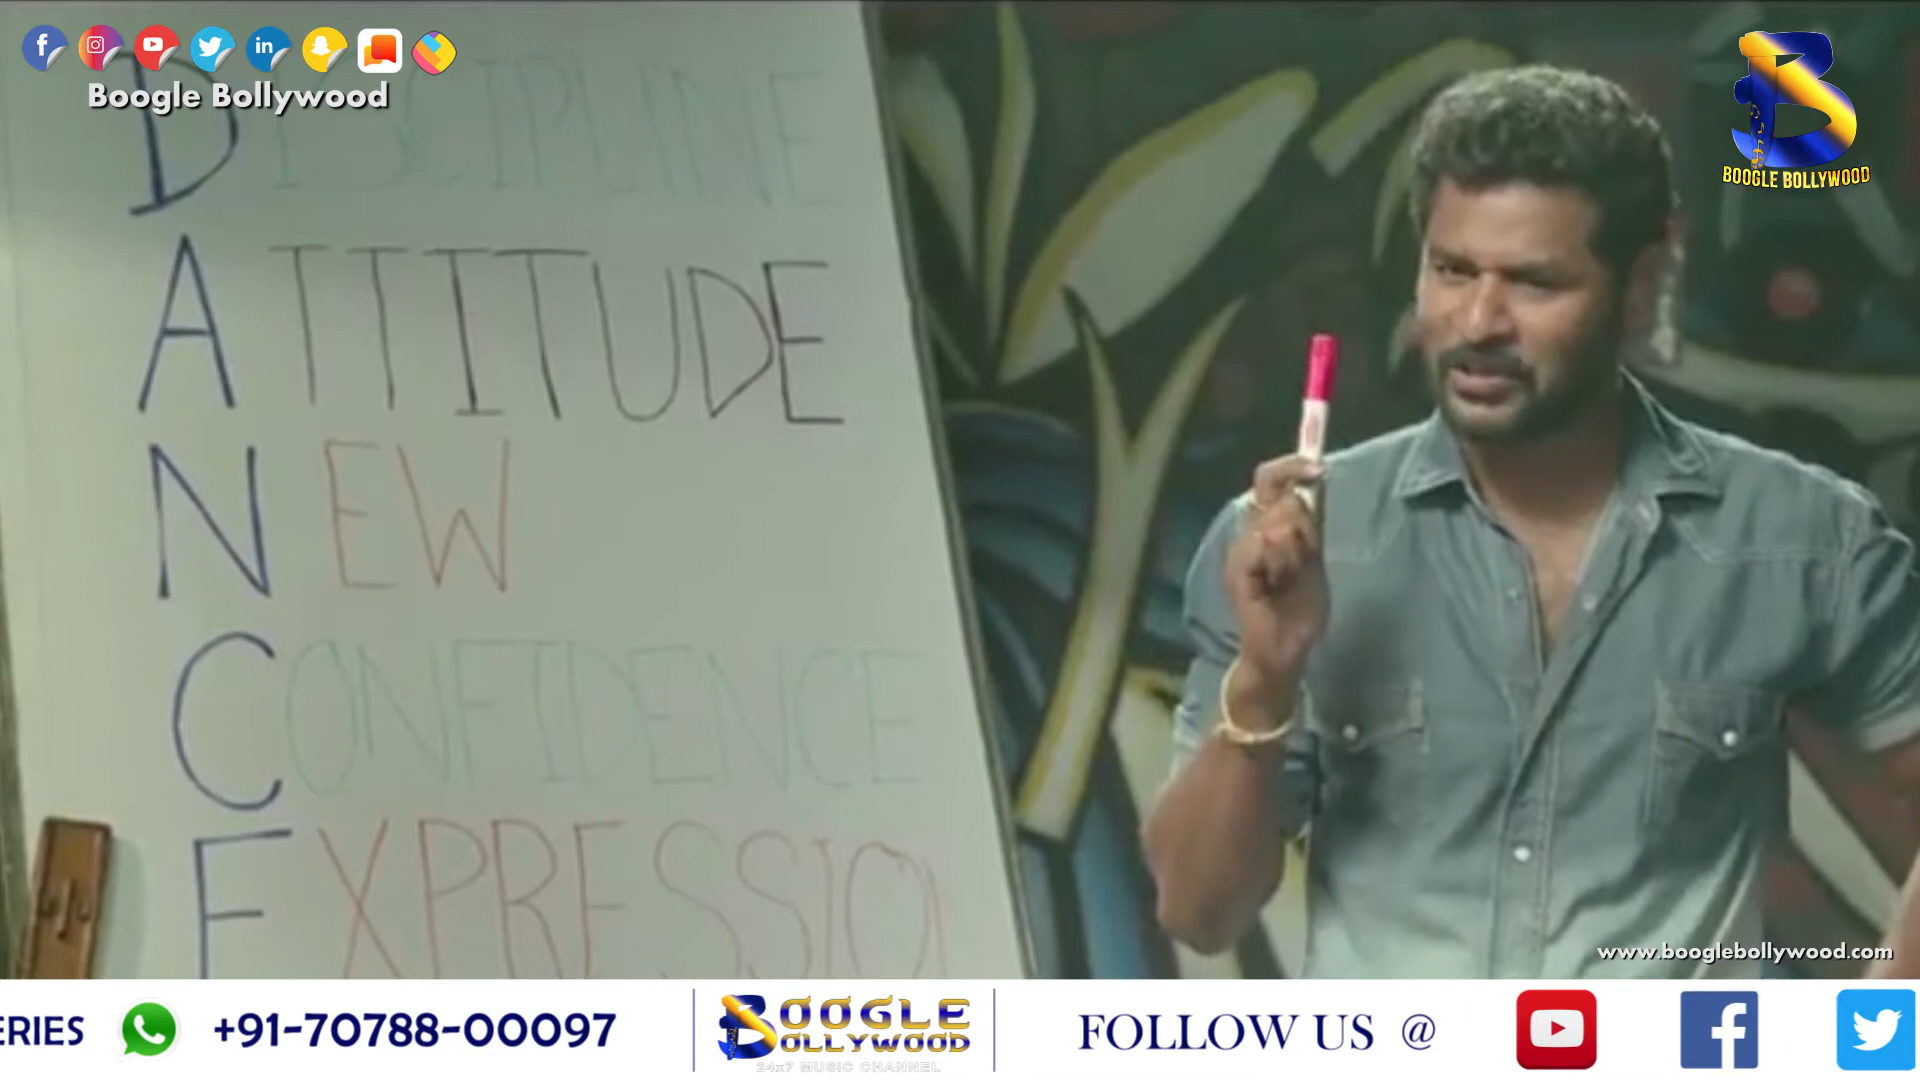 Boogle Bollywood
BOOGLE BOLLYWOOD
DISCIPLINE
ATTITUDE
NEW
CONFIDENCE
EXPRESSION
www.booglebollywood.com
ERIES
+91-70788-00097
BOOGLE
BOLLYWOOD
24x7 MUSIC CHANNEL
FOLLOW US @